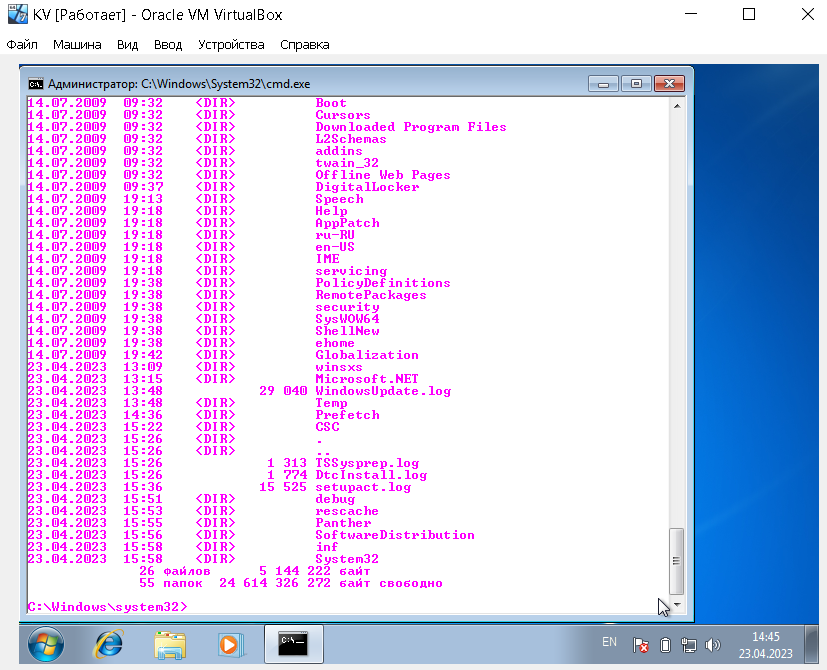 KV [Работает] - Oracle VM VirtualBox
Файл Машина Вид Ввод Устройства Справка
Администратор: C:\Windows\System32\cmd.exe
14.07.2009 09:32 <DIR> Boot
14.07.2009 09:32 <DIR> Cursors
14.07.2009 09:32 <DIR> Downloaded Program Files
14.07.2009 09:32 <DIR> L2Schemas
14.07.2009 09:32 <DIR> addins
14.07.2009 09:32 <DIR> twain_32
14.07.2009 09:32 <DIR> Offline Web Pages
14.07.2009 09:37 <DIR> DigitalLocker
14.07.2009 19:13 <DIR> Speech
14.07.2009 19:18 <DIR> Help
14.07.2009 19:18 <DIR> AppPatch
14.07.2009 19:18 <DIR> ru-RU
14.07.2009 19:18 <DIR> en-US
14.07.2009 19:18 <DIR> IME
14.07.2009 19:18 <DIR> servicing
14.07.2009 19:38 <DIR> PolicyDefinitions
14.07.2009 19:38 <DIR> RemotePackages
14.07.2009 19:38 <DIR> security
14.07.2009 19:38 <DIR> SysWOW64
14.07.2009 19:38 <DIR> ShellNew
14.07.2009 19:38 <DIR> ehome
14.07.2009 19:42 <DIR> Globalization
23.04.2023 13:09 <DIR> winsxs
23.04.2023 13:15 <DIR> Microsoft.NET
23.04.2023 13:48 29 040 WindowsUpdate.log
23.04.2023 13:48 <DIR> Temp
23.04.2023 14:36 <DIR> Prefetch
23.04.2023 15:22 <DIR> CSC
23.04.2023 15:26 <DIR> .
23.04.2023 15:26 <DIR> ..
23.04.2023 15:26 1 313 TSSysprep.log
23.04.2023 15:26 1 774 DtcInstall.log
23.04.2023 15:36 15 525 setupact.log
23.04.2023 15:51 <DIR> debug
23.04.2023 15:53 <DIR> rescache
23.04.2023 15:55 <DIR> Panther
23.04.2023 15:56 <DIR> SoftwareDistribution
23.04.2023 15:58 <DIR> inf
23.04.2023 15:58 <DIR> System32
26 файлов 5 144 222 байт
55 папок 24 614 326 272 байт свободно
C:\Windows\system32>
EN
14:45
23.04.2023